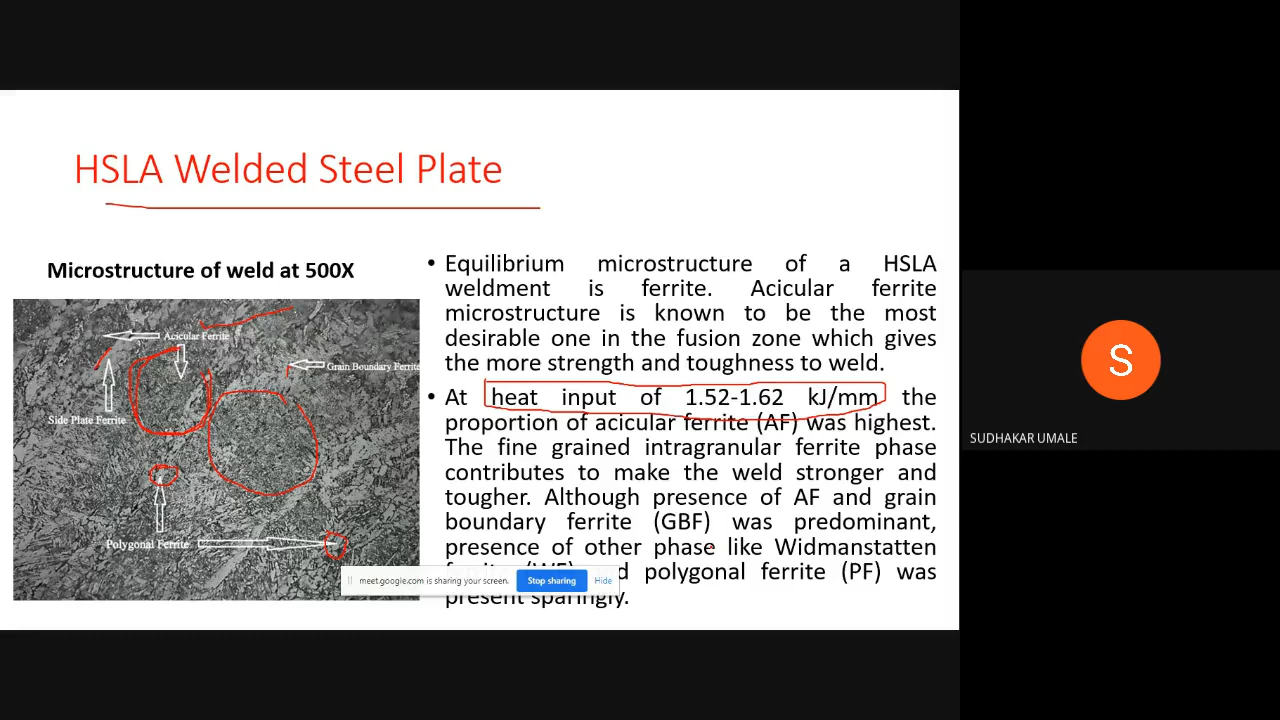 HSLA Welded Steel Plate
Microstructure of weld at 500X
Acicular Ferrite
Grain Boundary Ferrite
Side Plate Ferrite
Polygonal Ferrite
• Equilibrium microstructure of a HSLA
weldment is ferrite. Acicular ferrite
microstructure is known to be the most
desirable one in the fusion zone which gives
the more strength and toughness to weld.
• At heat input of 1.52-1.62 kJ/mm the
proportion of acicular ferrite (AF) was highest.
The fine grained intragranular ferrite phase
contributes to make the weld stronger and
tougher. Although presence of AF and grain
boundary ferrite (GBF) was predominant,
presence of other phase like Widmanstatten
polygonal ferrite (PF) was
present sparingly.
meet.google.com is sharing your screen.
Stop sharing
Hide
S
SUDHAKAR UMALE